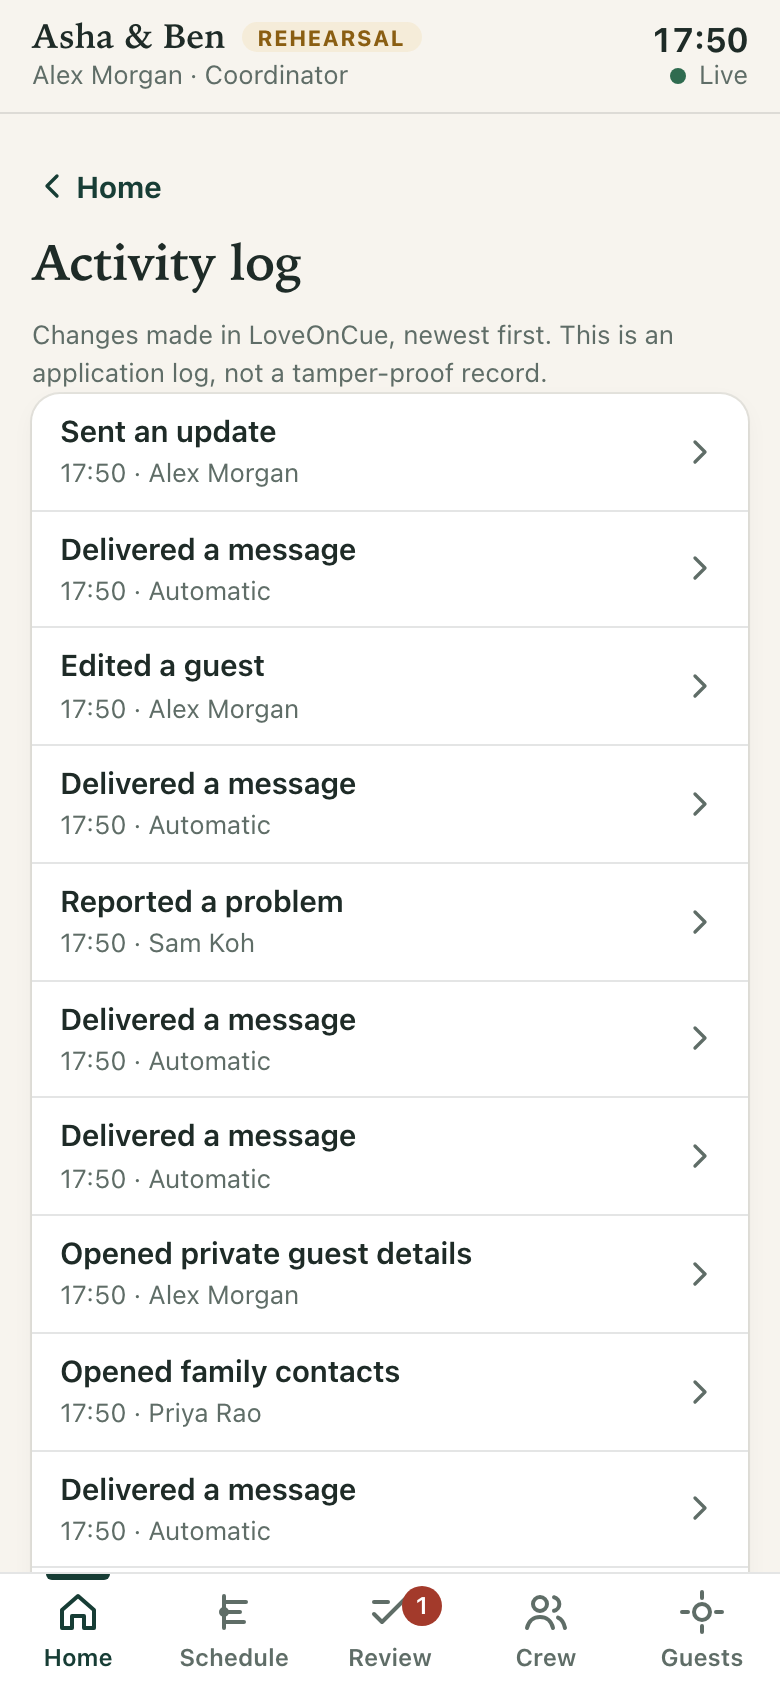 Asha & Ben REHEARSAL 17:50
Alex Morgan · Coordinator Live
Home
Activity log
Changes made in LoveOnCue, newest first. This is an
application log, not a tamper-proof record.
Sent an update
17:50 · Alex Morgan
Delivered a message
17:50 · Automatic
Edited a guest
17:50 · Alex Morgan
Delivered a message
17:50 · Automatic
Reported a problem
17:50 · Sam Koh
Delivered a message
17:50 · Automatic
Delivered a message
17:50 · Automatic
Opened private guest details
17:50 · Alex Morgan
Opened family contacts
17:50 · Priya Rao
Delivered a message
17:50 · Automatic
1
Home Schedule Review Crew Guests